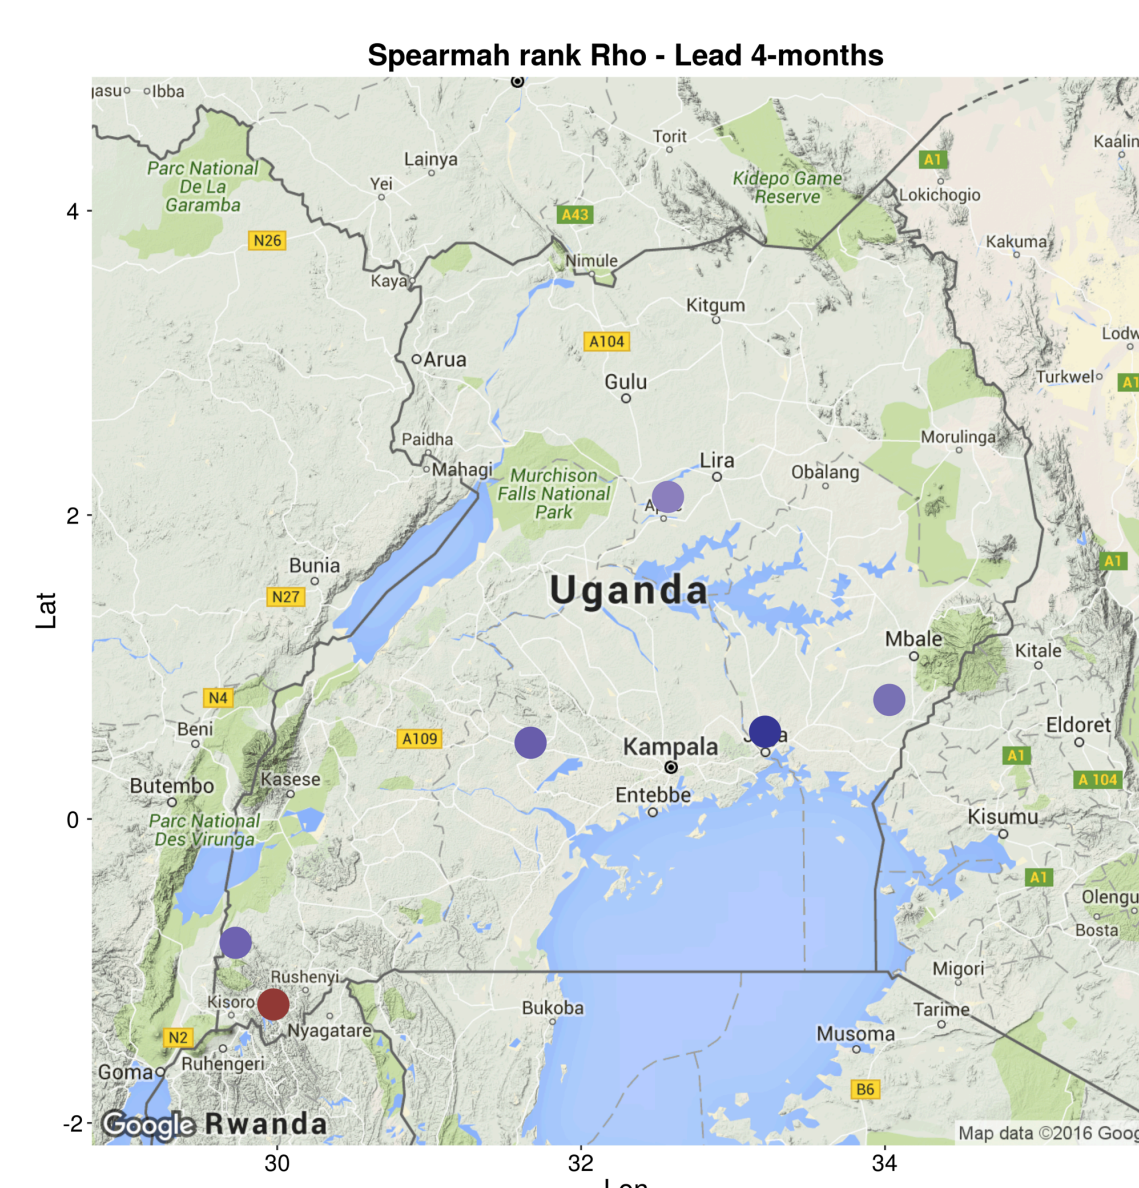 Spearmah rank Rho - Lead 4-months
Ibba
Torit
Kaalin
Lainya
A1
Parc National
De La
Garamba
Yei
Kidepo Game
Reserve
Lokichogio
4
A43
N26
Kakuma
Nimule
Kaya
Kitgum
A104
Lodw
Arua
Turkwel
A1
Gulu
Paidha
Morulinga
Mahagi
Lira
Obalang
Murchison
Falls National
Park
2
Bunia
A1
N27
Uganda
Lat
Mbale
Kitale
N4
Beni
A109
Kampala
Eldoret
A1
Kasese
A 104
Butembo
Entebbe
0
Parc National
Des Virunga
Kisumu
A1
Olengu
Bosta
Rushenyi
Migori
Kisoro
Bukoba
Tarime
Nyagatare
N2
Musoma
Ruhengeri
Goma
B6
-2
Google
Rwanda
Map data ©2016 Goog
30
32
34